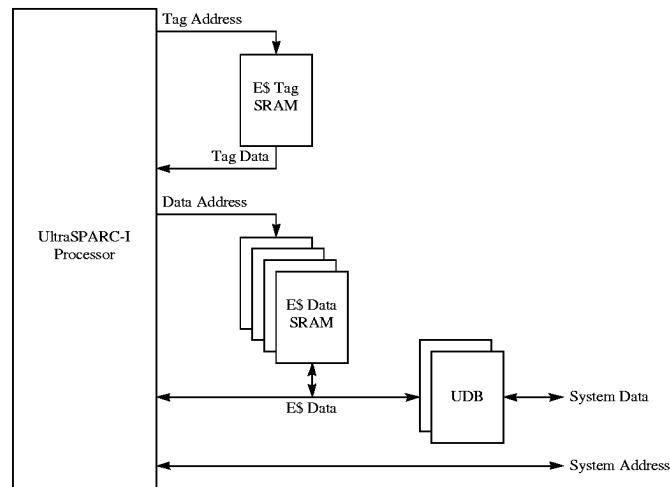 Tag Address
E$ Tag
SRAM
Tag Data
Data Address
UltraSPARC-I
Processor
E$ Data
SRAM
E$ Data
UDB
System Data
System Address